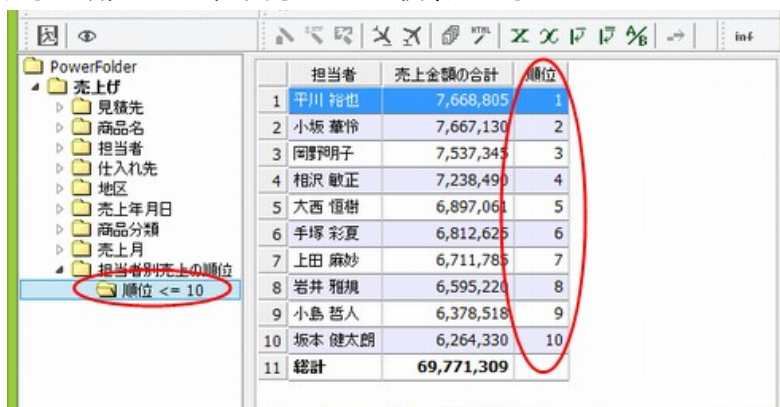 inf
PowerFolder
売上げ
見積先
商品名
担当者
仕入れ先
地区
売上年月日
商品分類
売上月
担当者別売上の順位
順位 <= 10
担当者 売上金額の合計 順位
1 平川 裕也 7,668,805 1
2 小坂 華怜 7,667,130 2
3 岡野 明子 7,537,345 3
4 相沢 敏正 7,238,490 4
5 大西 恒樹 6,897,061 5
6 手塚 彩夏 6,812,625 6
7 上田 麻妙 6,711,785 7
8 岩井 雅規 6,595,220 8
9 小島 哲人 6,378,518 9
10 坂本 健太朗 6,264,330 10
11 総計 69,771,309